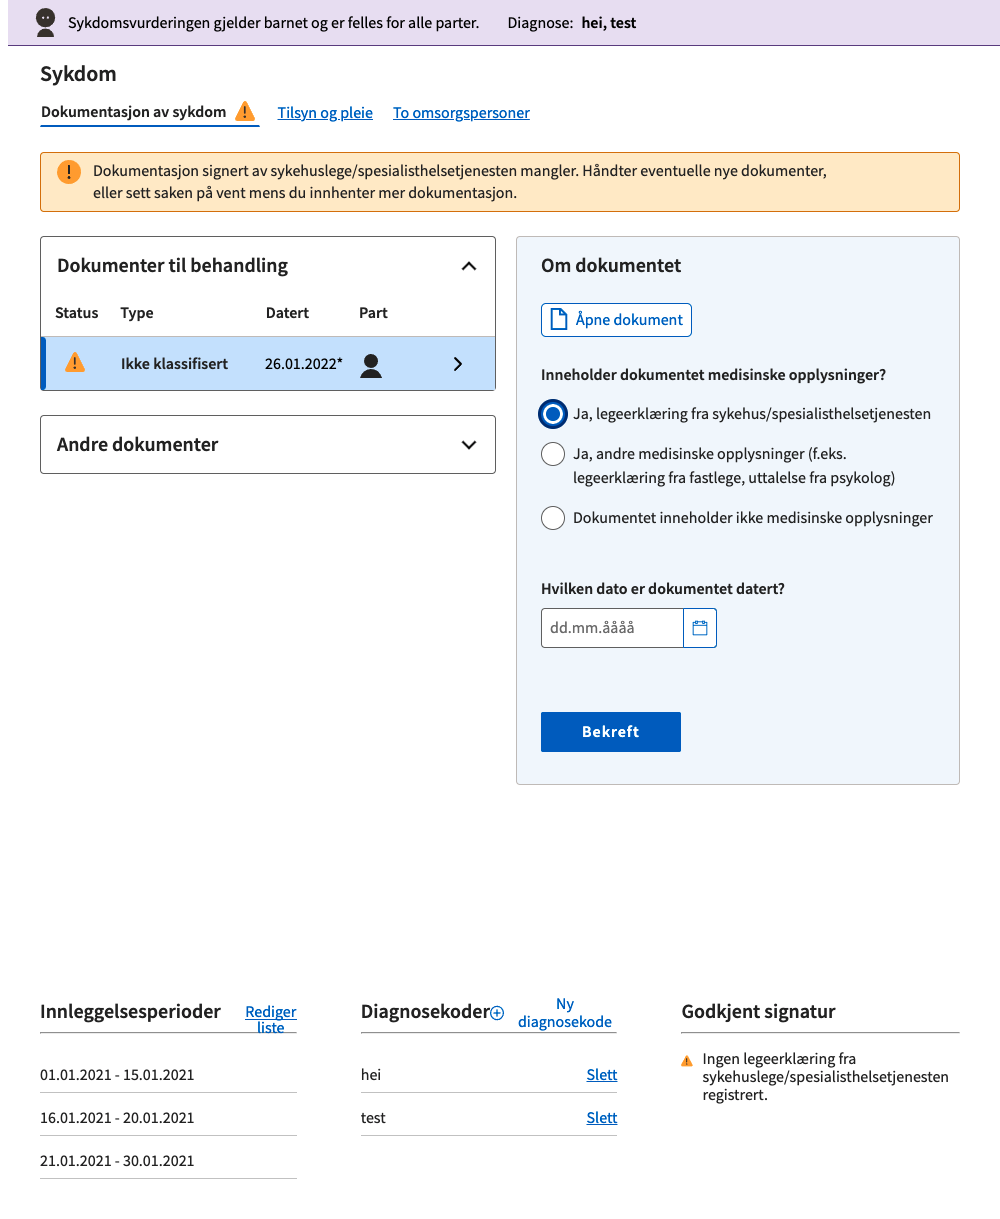 Sykdomsvurderingen gjelder barnet og er felles for alle parter. Diagnose: hei, test
Sykdom
Dokumentasjon av sykdom Tilsyn og pleie To omsorgspersoner
Dokumentasjon signert av sykehuslege/spesialisthelsetjenesten mangler. Håndter eventuelle nye dokumenter,
eller sett saken på vent mens du innhenter mer dokumentasjon.
Dokumenter til behandling
Status Type Datert Part
Ikke klassifisert 26.01.2022*
Andre dokumenter
Om dokumentet
Åpne dokument
Inneholder dokumentet medisinske opplysninger?
Ja, legeerklæring fra sykehus/spesialisthelsetjenesten
Ja, andre medisinske opplysninger (f.eks.
legeerklæring fra fastlege, uttalelse fra psykolog)
Dokumentet inneholder ikke medisinske opplysninger
Hvilken dato er dokumentet datert?
dd.mm.åååå
Bekreft
Innleggelsesperioder Rediger
liste
01.01.2021 - 15.01.2021
16.01.2021 - 20.01.2021
21.01.2021 - 30.01.2021
Diagnosekoder Ny
diagnosekode
hei Slett
test Slett
Godkjent signatur
Ingen legeerklæring fra
sykehuslege/spesialisthelsetjenesten
registrert.